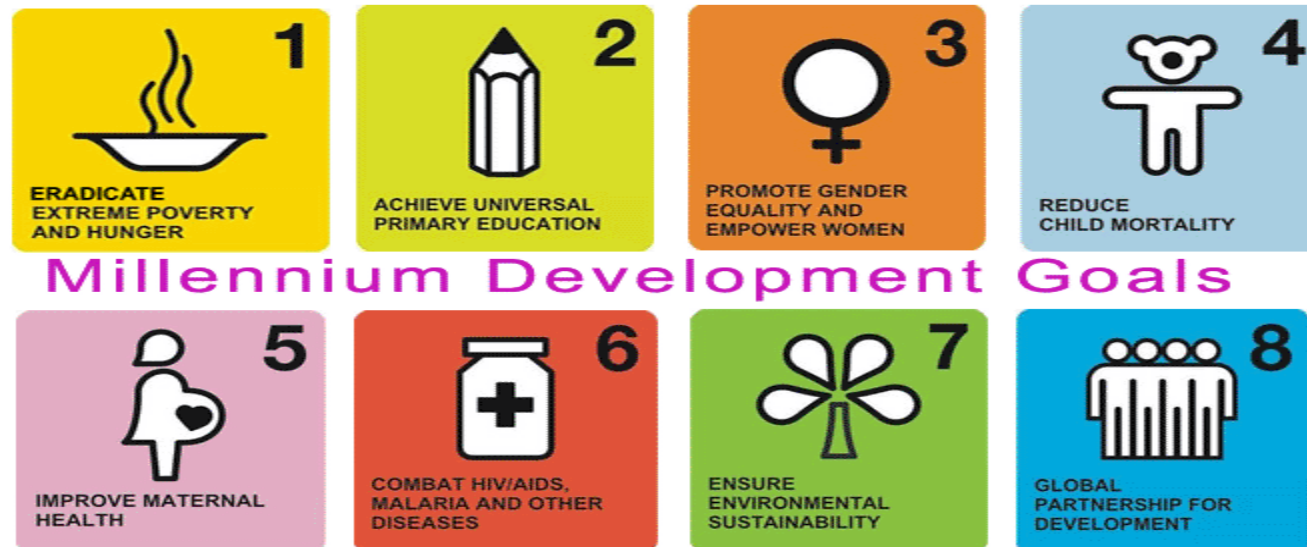 1
ERADICATE
EXTREME POVERTY
AND HUNGER
2
ACHIEVE UNIVERSAL
PRIMARY EDUCATION
3
PROMOTE GENDER
EQUALITY AND
EMPOWER WOMEN
4
REDUCE
CHILD MORTALITY
Millennium Development Goals
5
IMPROVE MATERNAL
HEALTH
6
COMBAT HIV/AIDS,
MALARIA AND OTHER
DISEASES
7
ENSURE
ENVIRONMENTAL
SUSTAINABILITY
8
GLOBAL
PARTNERSHIP FOR
DEVELOPMENT